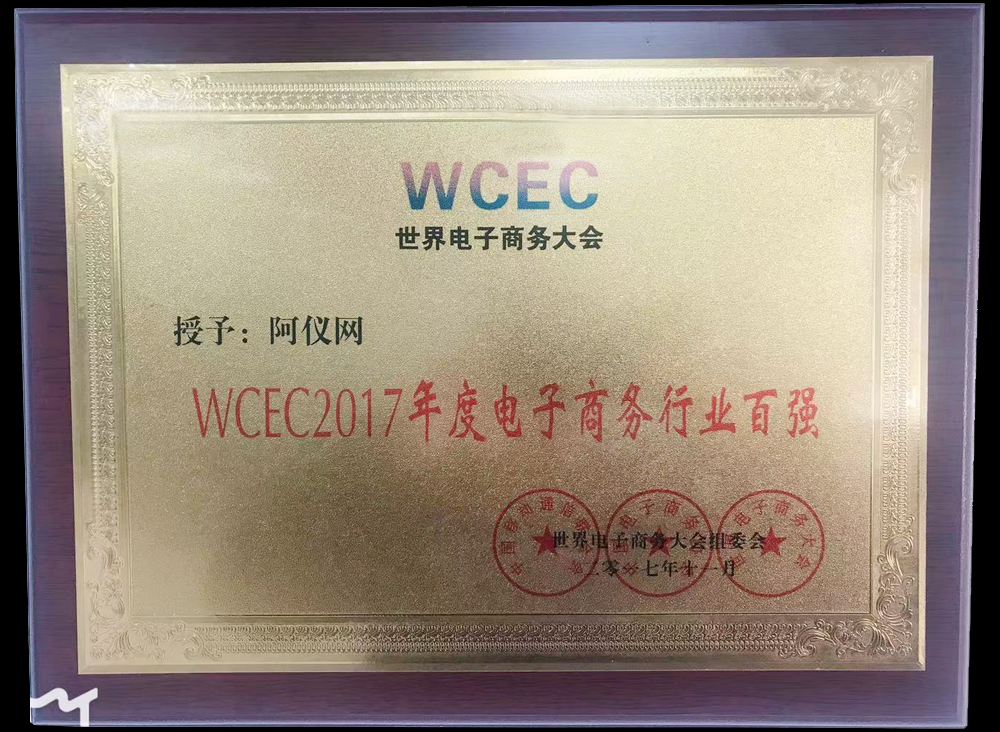 WCEC
世界电子商务大会
授予：阿仪网
WCEC2017年度电子商务行业百强
世界电子商务大会组委会
二零一七年十一月